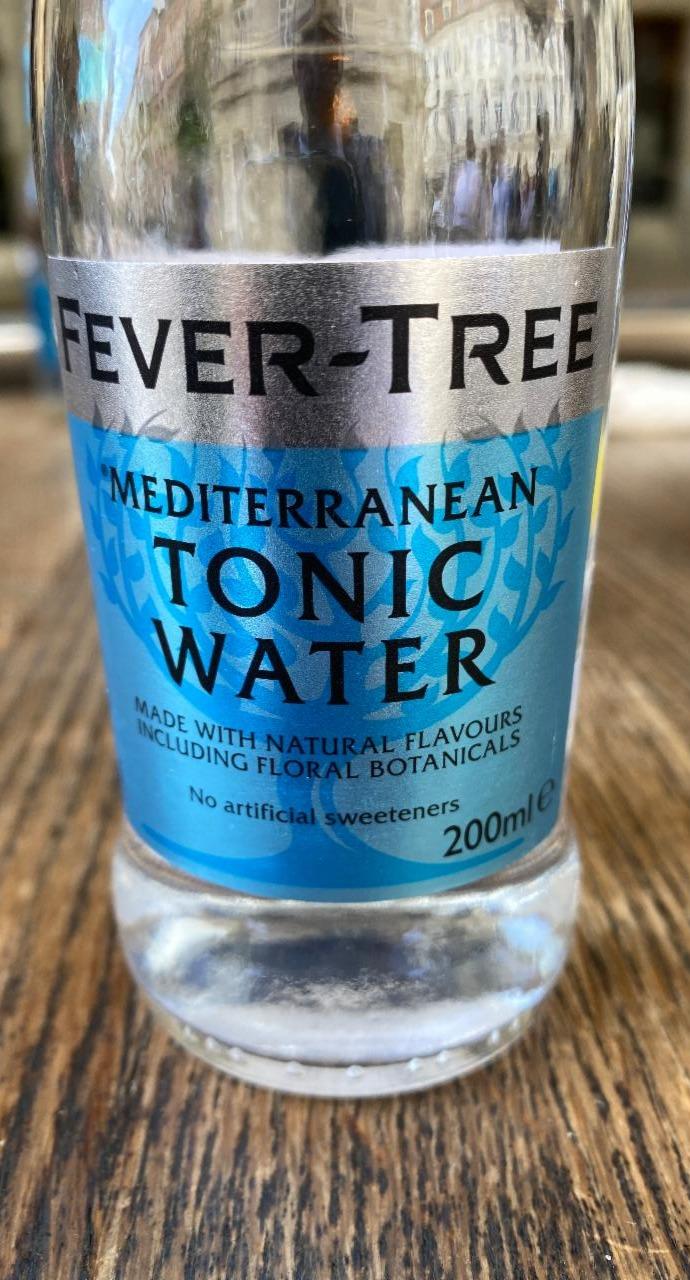 FEVER-TREE
MEDITERRANEAN
TONIC
WATER
MADE WITH NATURAL FLAVOURS
INCLUDING FLORAL BOTANICALS
No artificial sweeteners
200ml ℮